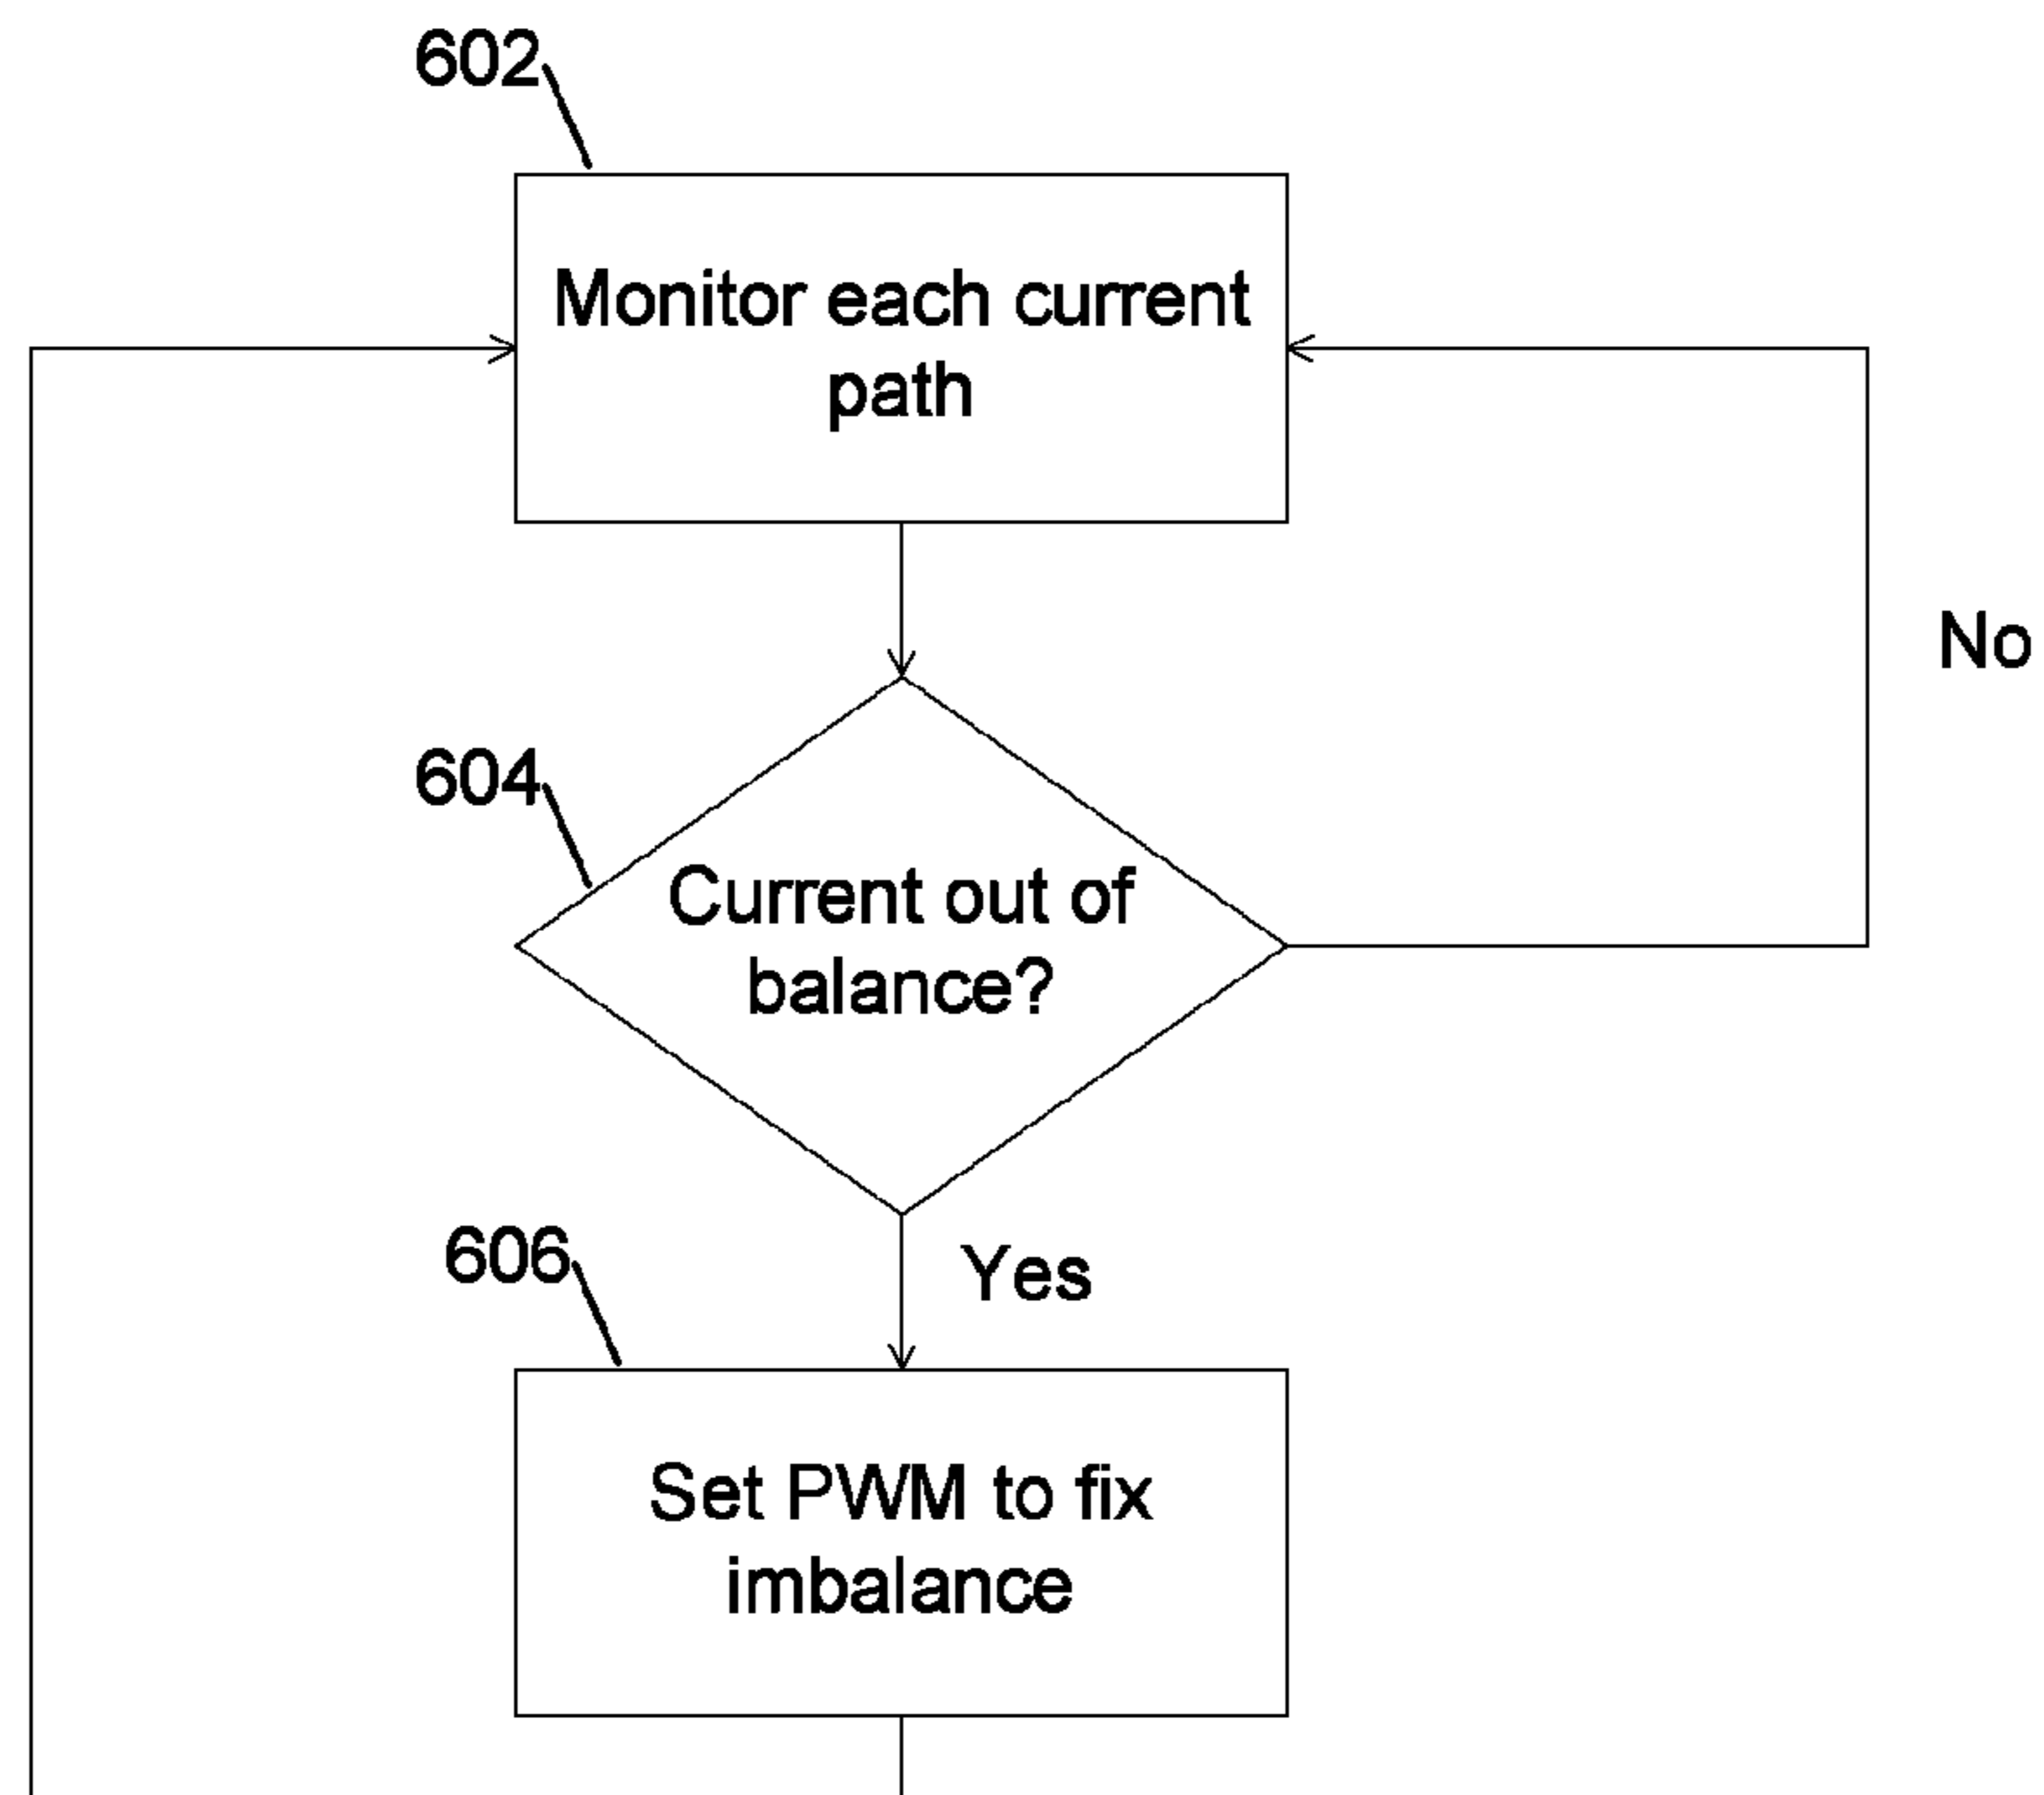 602
Monitor each current
path
No
604
Current out of
balance?
606
Yes
Set PWM to fix
imbalance